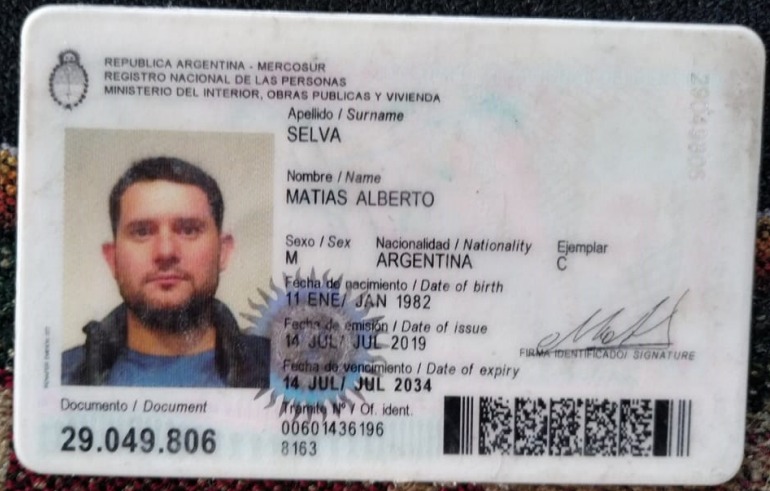 REPUBLICA ARGENTINA - MERCOSUR
REGISTRO NACIONAL DE LAS PERSONAS
MINISTERIO DEL INTERIOR, OBRAS PUBLICAS Y VIVIENDA
Apellido / Surname
SELVA
Nombre / Name
MATIAS ALBERTO
Sexo / Sex Nacionalidad / Nationality Ejemplar
M ARGENTINA C
Fecha de nacimiento / Date of birth
11 ENE/ JAN 1982
Fecha de emisión / Date of issue
14 JUL/ JUL 2019
FIRMA IDENTIFICADO/ SIGNATURE
Fecha de vencimiento / Date of expiry
14 JUL/ JUL 2034
Documento / Document
29.049.806
Trámite Nº / Of. ident.
00601436196
8163
29049806